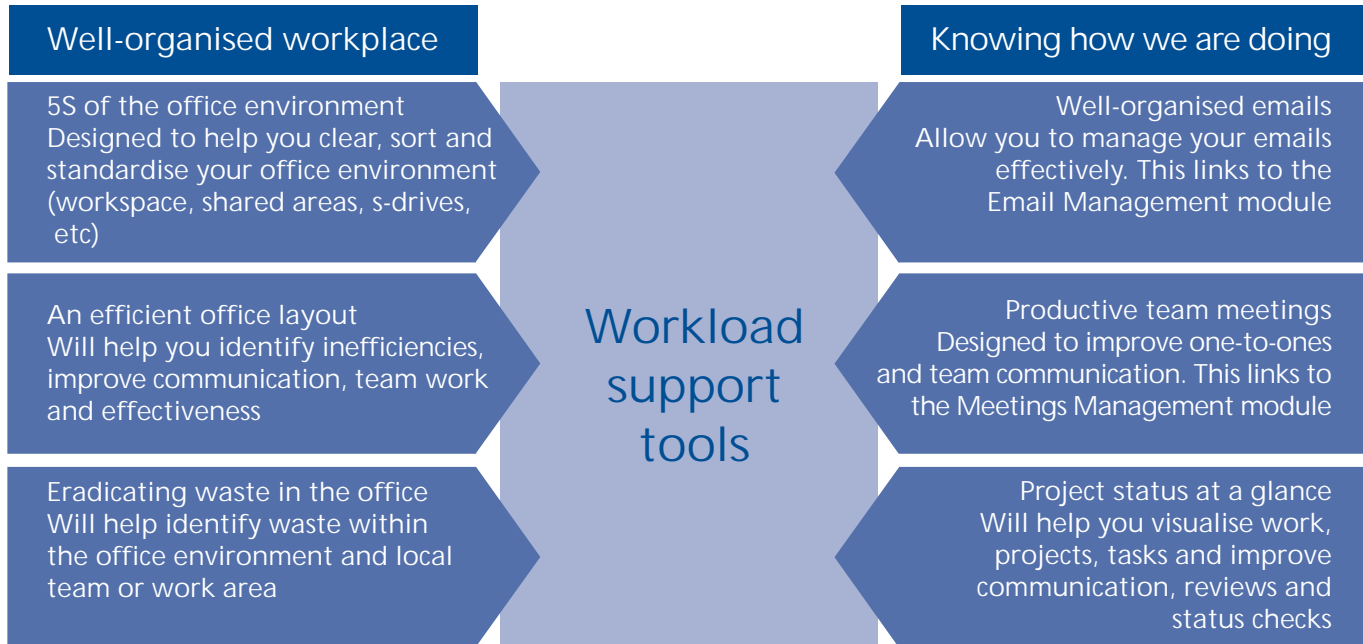 Well-organised workplace
5S of the office environment
Designed to help you clear, sort and
standardise your office environment
(workspace, shared areas, s-drives,
etc)
An efficient office layout
Will help you identify inefficiencies,
improve communication, team work
and effectiveness
Eradicating waste in the office
Will help identify waste within
the office environment and local
team or work area
Workload
support
tools
Knowing how we are doing
Well-organised emails
Allow you to manage your emails
effectively. This links to the
Email Management module
Productive team meetings
Designed to improve one-to-ones
and team communication. This links to
the Meetings Management module
Project status at a glance
Will help you visualise work,
projects, tasks and improve
communication, reviews and
status checks